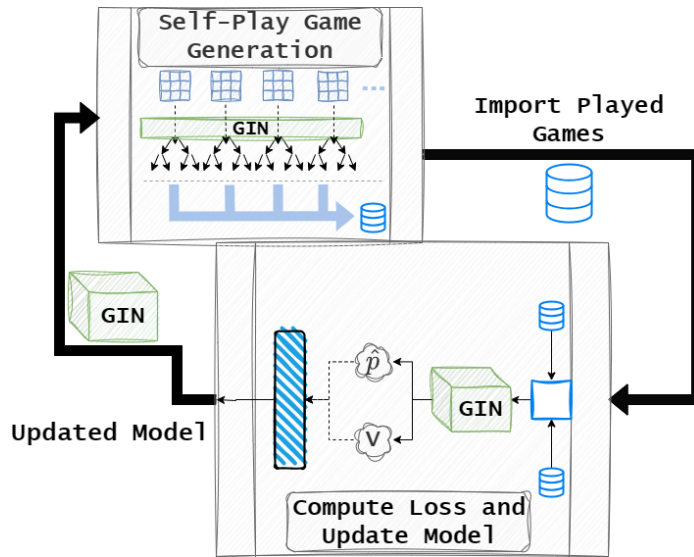 Self-Play Game
Generation
GIN
Import Played
Games
GIN
p̂
GIN
v
Updated Model
Compute Loss and
Update Model